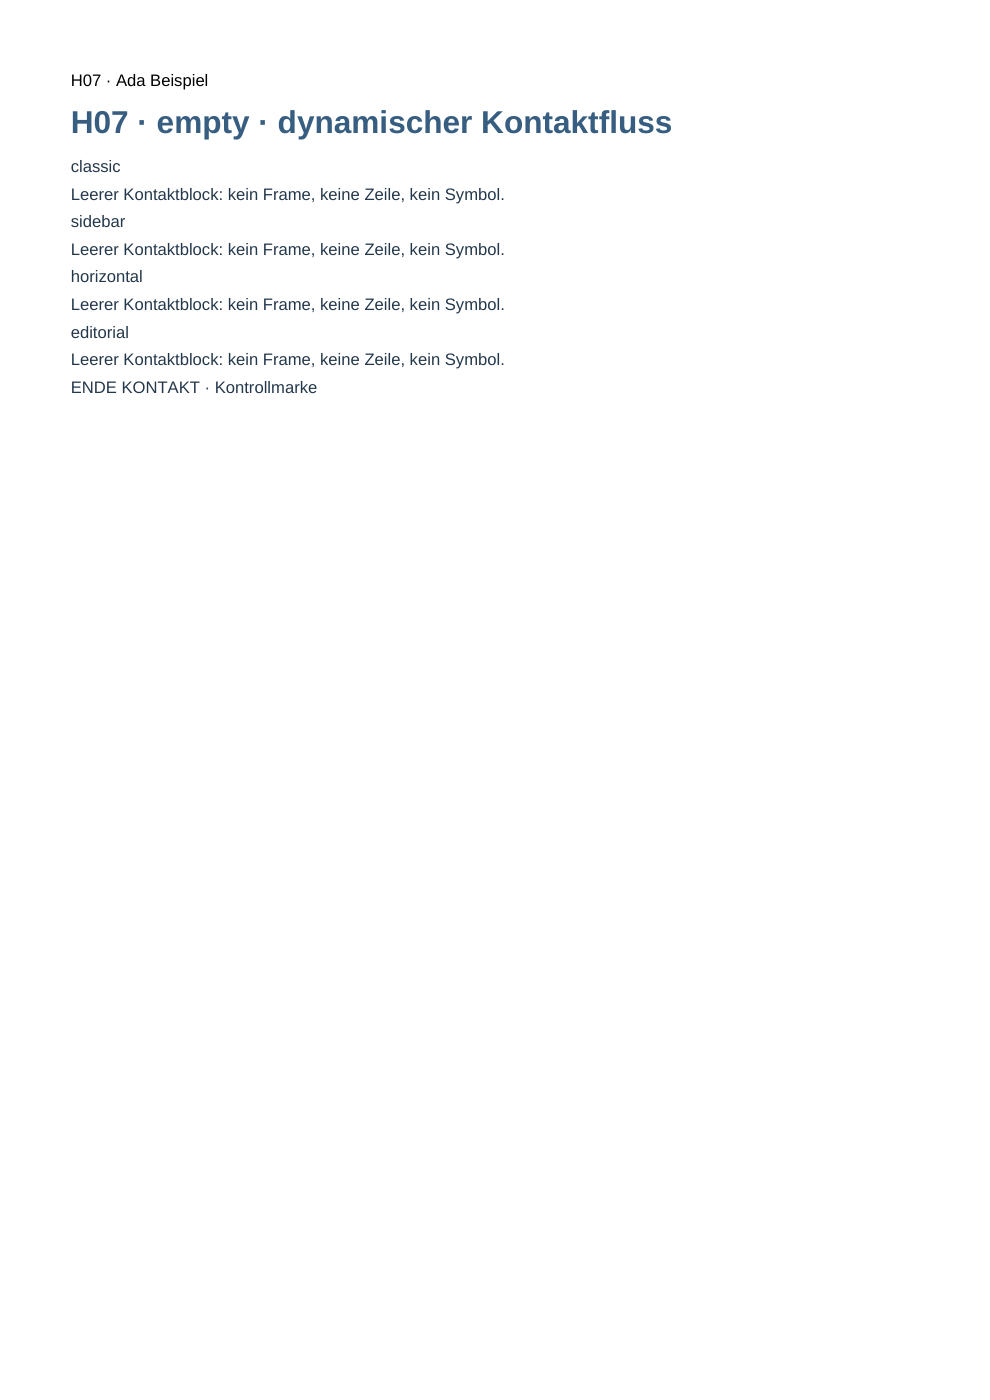 H07 · Ada Beispiel
H07 · empty · dynamischer Kontaktfluss
classic
Leerer Kontaktblock: kein Frame, keine Zeile, kein Symbol.
sidebar
Leerer Kontaktblock: kein Frame, keine Zeile, kein Symbol.
horizontal
Leerer Kontaktblock: kein Frame, keine Zeile, kein Symbol.
editorial
Leerer Kontaktblock: kein Frame, keine Zeile, kein Symbol.
ENDE KONTAKT · Kontrollmarke